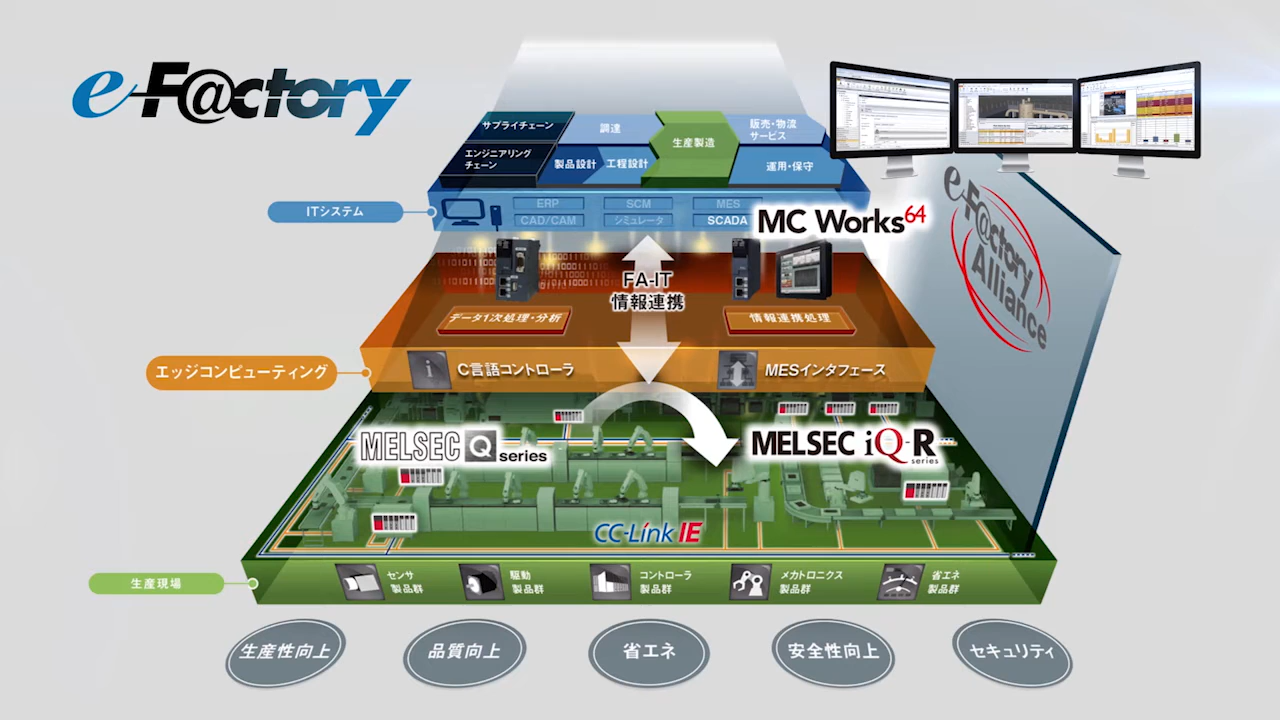 e-F@ctory
サプライチェーン
調達
生産製造
販売・物流
サービス
エンジニアリング
チェーン
製品設計
工程設計
運用・保守
ITシステム
ERP
SCM
MES
CAD/CAM
シミュレータ
SCADA
MC Works64
e-F@ctory
Alliance
FA-IT
情報連携
データ1次処理・分析
情報連携処理
エッジコンピューティング
C言語コントローラ
MESインタフェース
MELSEC Q series
MELSEC iQ-R series
CC-Link IE
生産現場
センサ
製品群
駆動
製品群
コントローラ
製品群
メカトロニクス
製品群
省エネ
製品群
生産性向上
品質向上
省エネ
安全性向上
セキュリティ